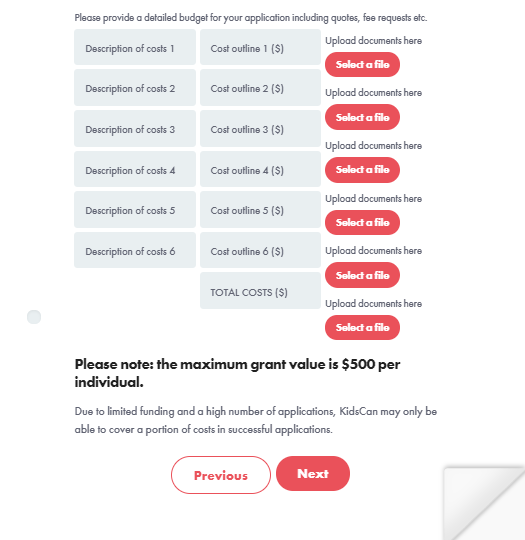 Please provide a detailed budget for your application including quotes, fee requests etc.
Description of costs 1
Cost outline 1 ($)
Upload documents here
Select a file
Description of costs 2
Cost outline 2 ($)
Upload documents here
Select a file
Description of costs 3
Cost outline 3 ($)
Upload documents here
Select a file
Description of costs 4
Cost outline 4 ($)
Upload documents here
Select a file
Description of costs 5
Cost outline 5 ($)
Upload documents here
Select a file
Description of costs 6
Cost outline 6 ($)
Upload documents here
Select a file
TOTAL COSTS ($)
Please note: the maximum grant value is $500 per
individual.
Due to limited funding and a high number of applications, KidsCan may only be
able to cover a portion of costs in successful applications.
Previous
Next